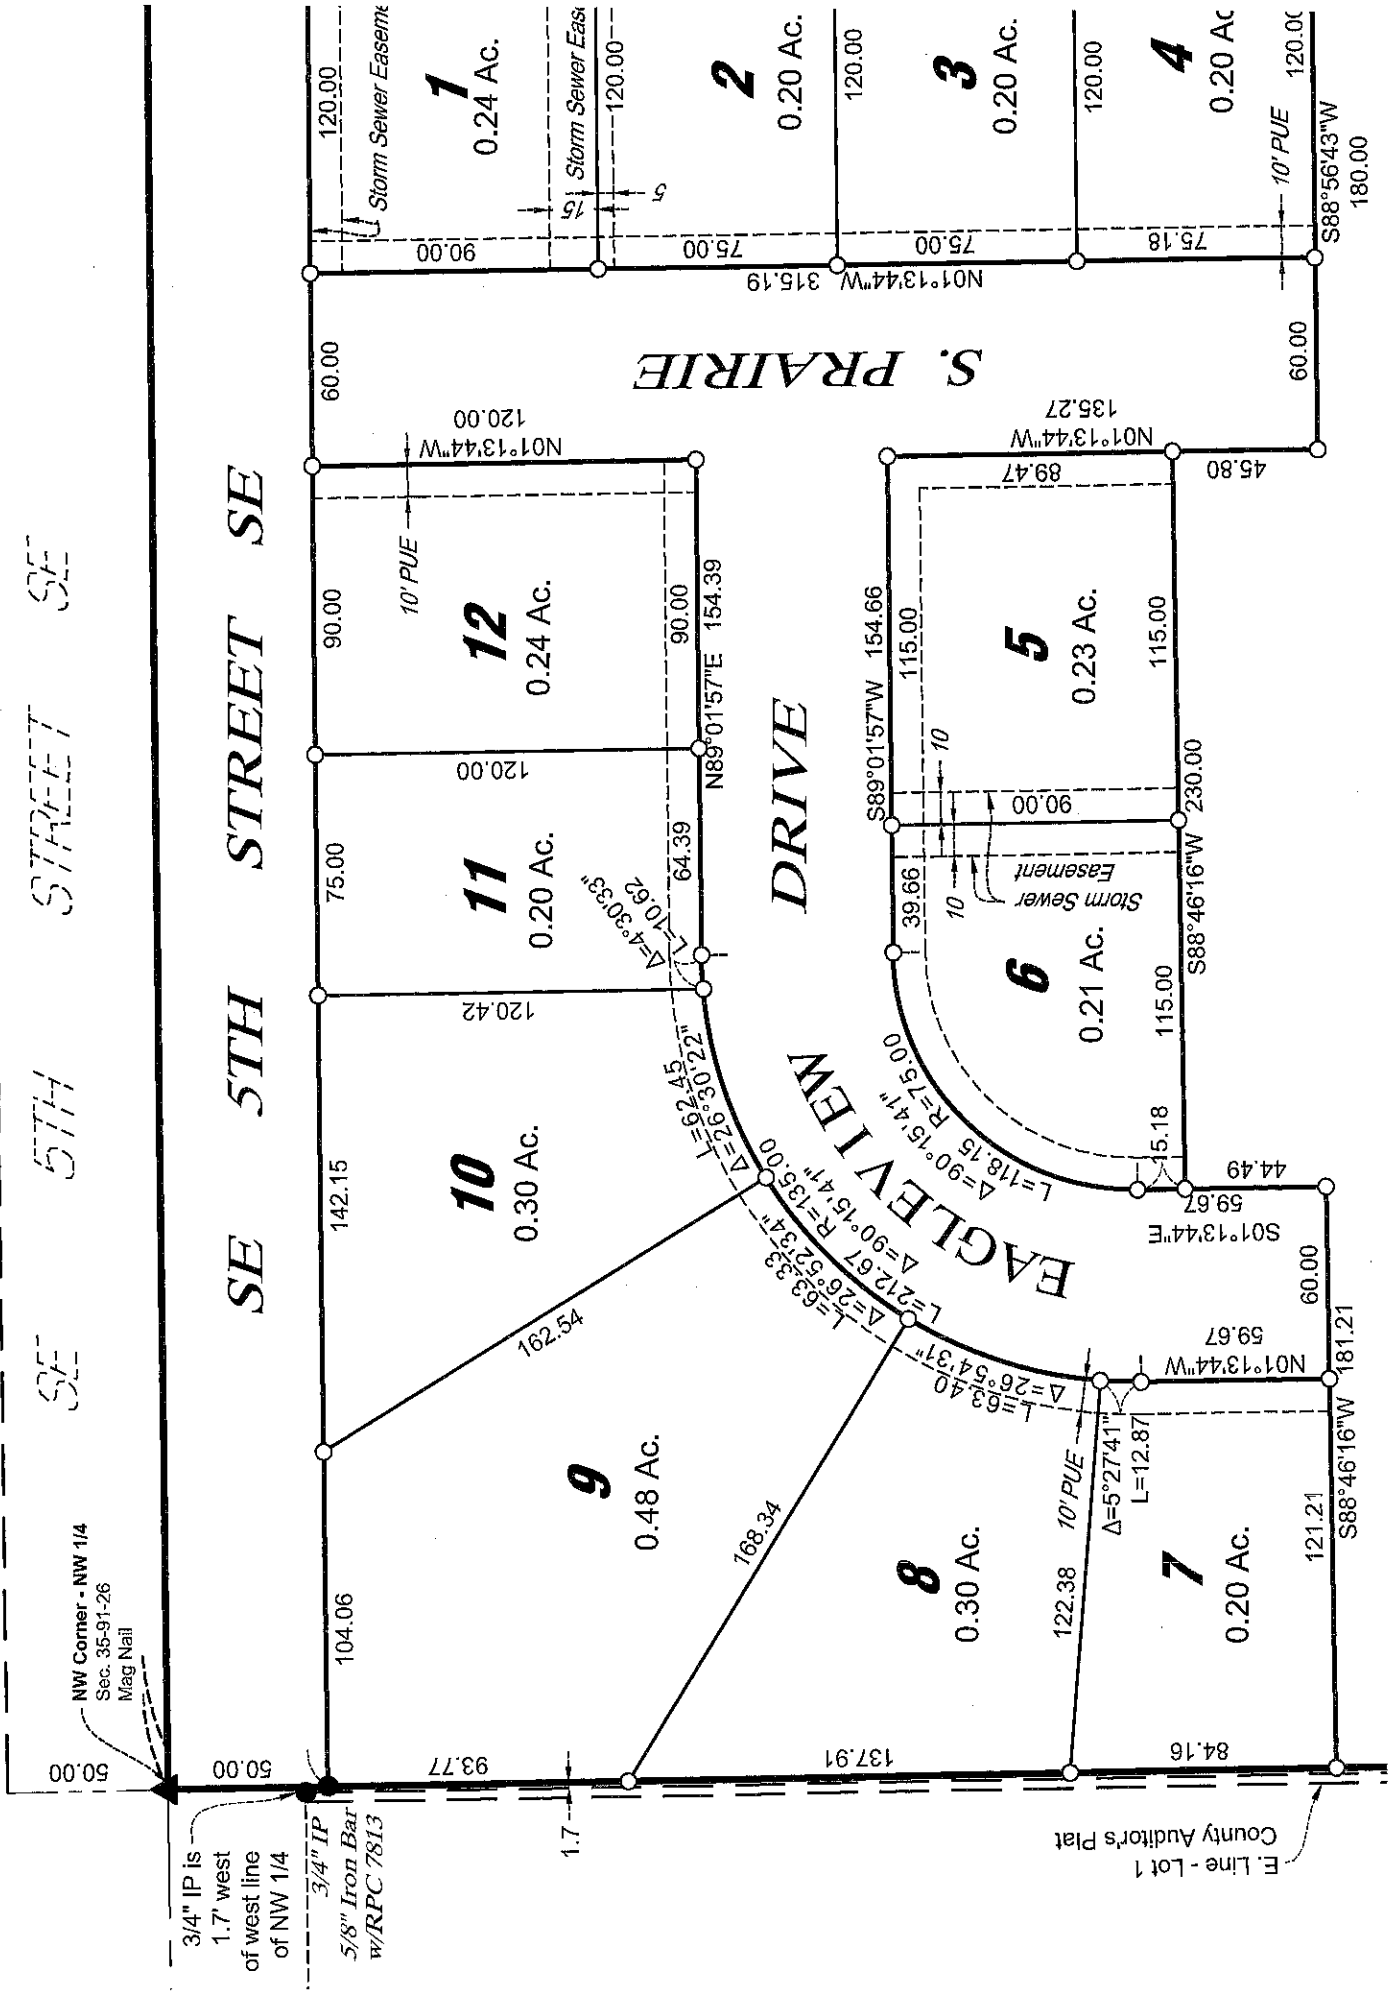 SE 5TH STREET SE
SE 5TH STREET SE
NW Corner - NW 1/4
Sec. 35-91-26
Mag Nail
50.00
50.00
3/4" IP is
1.7' west
of west line
of NW 1/4
3/4" IP
5/8" Iron Bar
w/RPC 7813
1.7
104.06
142.15
75.00
90.00
60.00
120.00
Storm Sewer Easem
1
0.24 Ac.
90.00
15
5
Storm Sewer Eas
120.00
2
0.20 Ac.
75.00
120.00
3
0.20 Ac.
75.00
120.00
4
0.20 Ac
75.18
10' PUE
120.0
S88°56'43"W
180.00
N01°13'44"W 315.19
S. PRAIRIE
60.00
12
0.24 Ac.
10' PUE
N01°13'44"W
120.00
90.00
N89°01'57"E 154.39
120.00
11
0.20 Ac.
64.39
Δ=4°30'33"
L=10.62
120.42
10
0.30 Ac.
L=62.45
Δ=26°30'22"
162.54
9
0.48 Ac.
93.77
L=63.33
Δ=26°52'34"
L=212.67 R=135.00
Δ=90°15'41"
168.34
8
0.30 Ac.
137.91
L=63.40
Δ=26°54'31"
122.38
10' PUE
7
0.20 Ac.
84.16
Δ=5°27'41"
L=12.87
N01°13'44"W
59.67
121.21
S88°46'16"W 181.21
60.00
E. Line - Lot 1
County Auditor's Plat
EAGLEVIEW DRIVE
L=118.15 R=75.00
Δ=90°15'41"
S89°01'57"W 154.66
39.66
115.00
6
0.21 Ac.
115.00
15.18
44.49
59.67
S01°13'44"E
S88°46'16"W 230.00
Storm Sewer
Easement
10
10
90.00
5
0.23 Ac.
115.00
89.47
N01°13'44"W
135.27
45.80